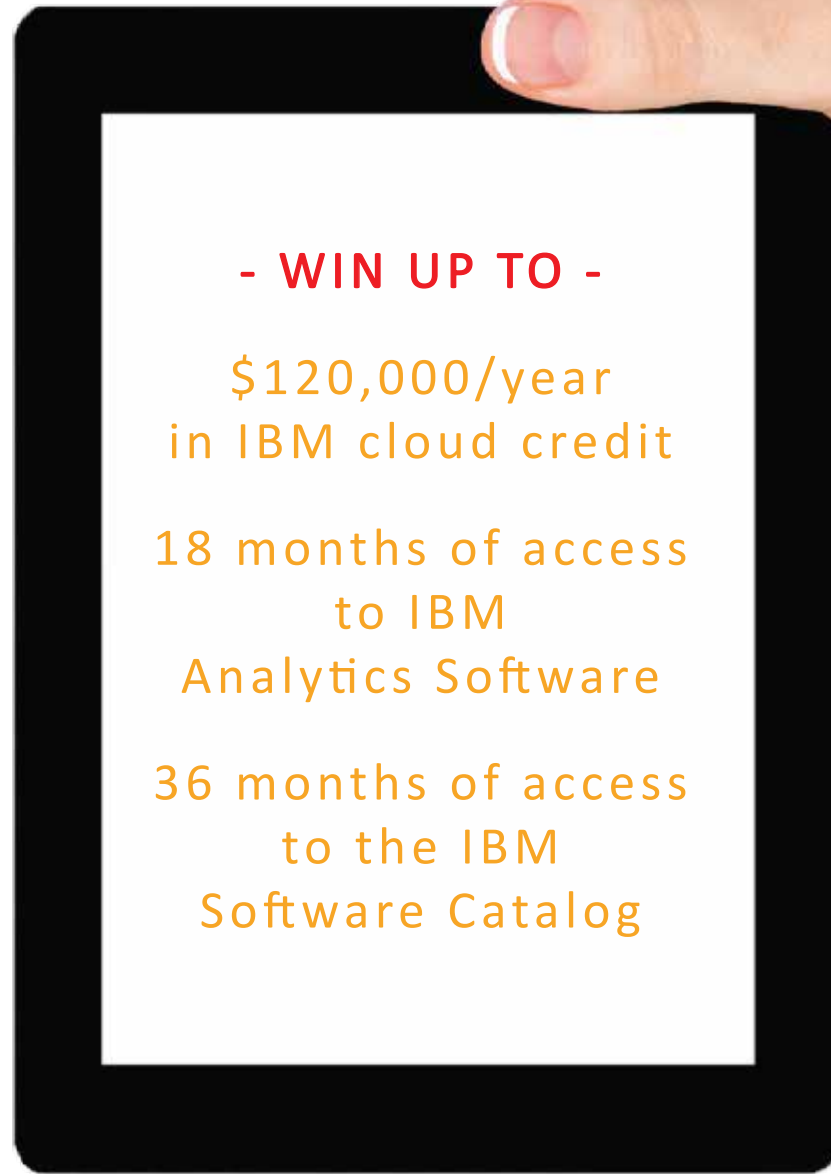 - WIN UP TO -
$120,000/year
in IBM cloud credit
18 months of access
to IBM
Analytics Software
36 months of access
to the IBM
Software Catalog